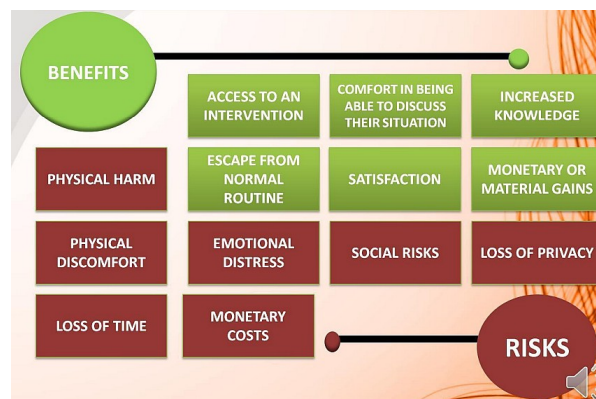 BENEFITS
ACCESS TO AN
INTERVENTION
COMFORT IN BEING
ABLE TO DISCUSS
THEIR SITUATION
INCREASED
KNOWLEDGE
PHYSICAL HARM
ESCAPE FROM
NORMAL
ROUTINE
SATISFACTION
MONETARY OR
MATERIAL GAINS
PHYSICAL
DISCOMFORT
EMOTIONAL
DISTRESS
SOCIAL RISKS
LOSS OF PRIVACY
LOSS OF TIME
MONETARY
COSTS
RISKS